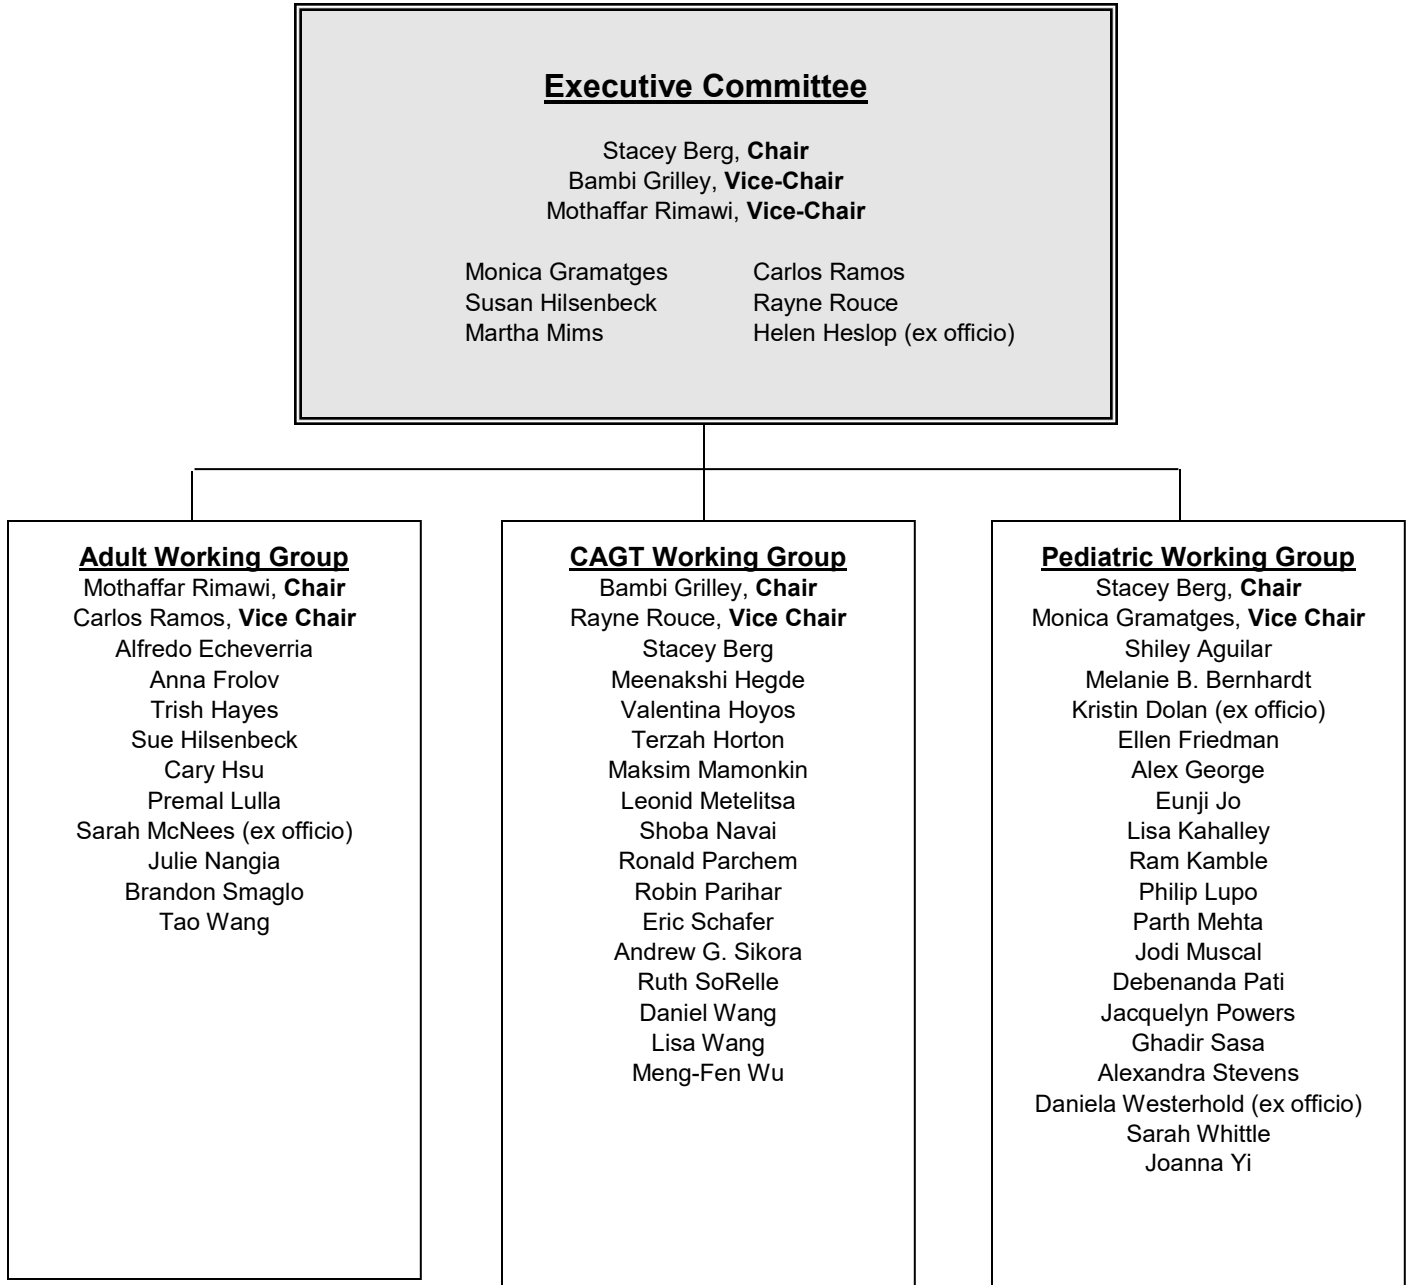 Executive Committee
Stacey Berg, Chair
Bambi Grilley, Vice-Chair
Mothaffar Rimawi, Vice-Chair
Monica Gramatges
Susan Hilsenbeck
Martha Mims
Carlos Ramos
Rayne Rouce
Helen Heslop (ex officio)
Adult Working Group
Mothaffar Rimawi, Chair
Carlos Ramos, Vice Chair
Alfredo Echeverria
Anna Frolov
Trish Hayes
Sue Hilsenbeck
Cary Hsu
Premal Lulla
Sarah McNees (ex officio)
Julie Nangia
Brandon Smaglo
Tao Wang
CAGT Working Group
Bambi Grilley, Chair
Rayne Rouce, Vice Chair
Stacey Berg
Meenakshi Hegde
Valentina Hoyos
Terzah Horton
Maksim Mamonkin
Leonid Metelitsa
Shoba Navai
Ronald Parchem
Robin Parihar
Eric Schafer
Andrew G. Sikora
Ruth SoRelle
Daniel Wang
Lisa Wang
Meng-Fen Wu
Pediatric Working Group
Stacey Berg, Chair
Monica Gramatges, Vice Chair
Shiley Aguilar
Melanie B. Bernhardt
Kristin Dolan (ex officio)
Ellen Friedman
Alex George
Eunji Jo
Lisa Kahalley
Ram Kamble
Philip Lupo
Parth Mehta
Jodi Muscal
Debenanda Pati
Jacquelyn Powers
Ghadir Sasa
Alexandra Stevens
Daniela Westerhold (ex officio)
Sarah Whittle
Joanna Yi